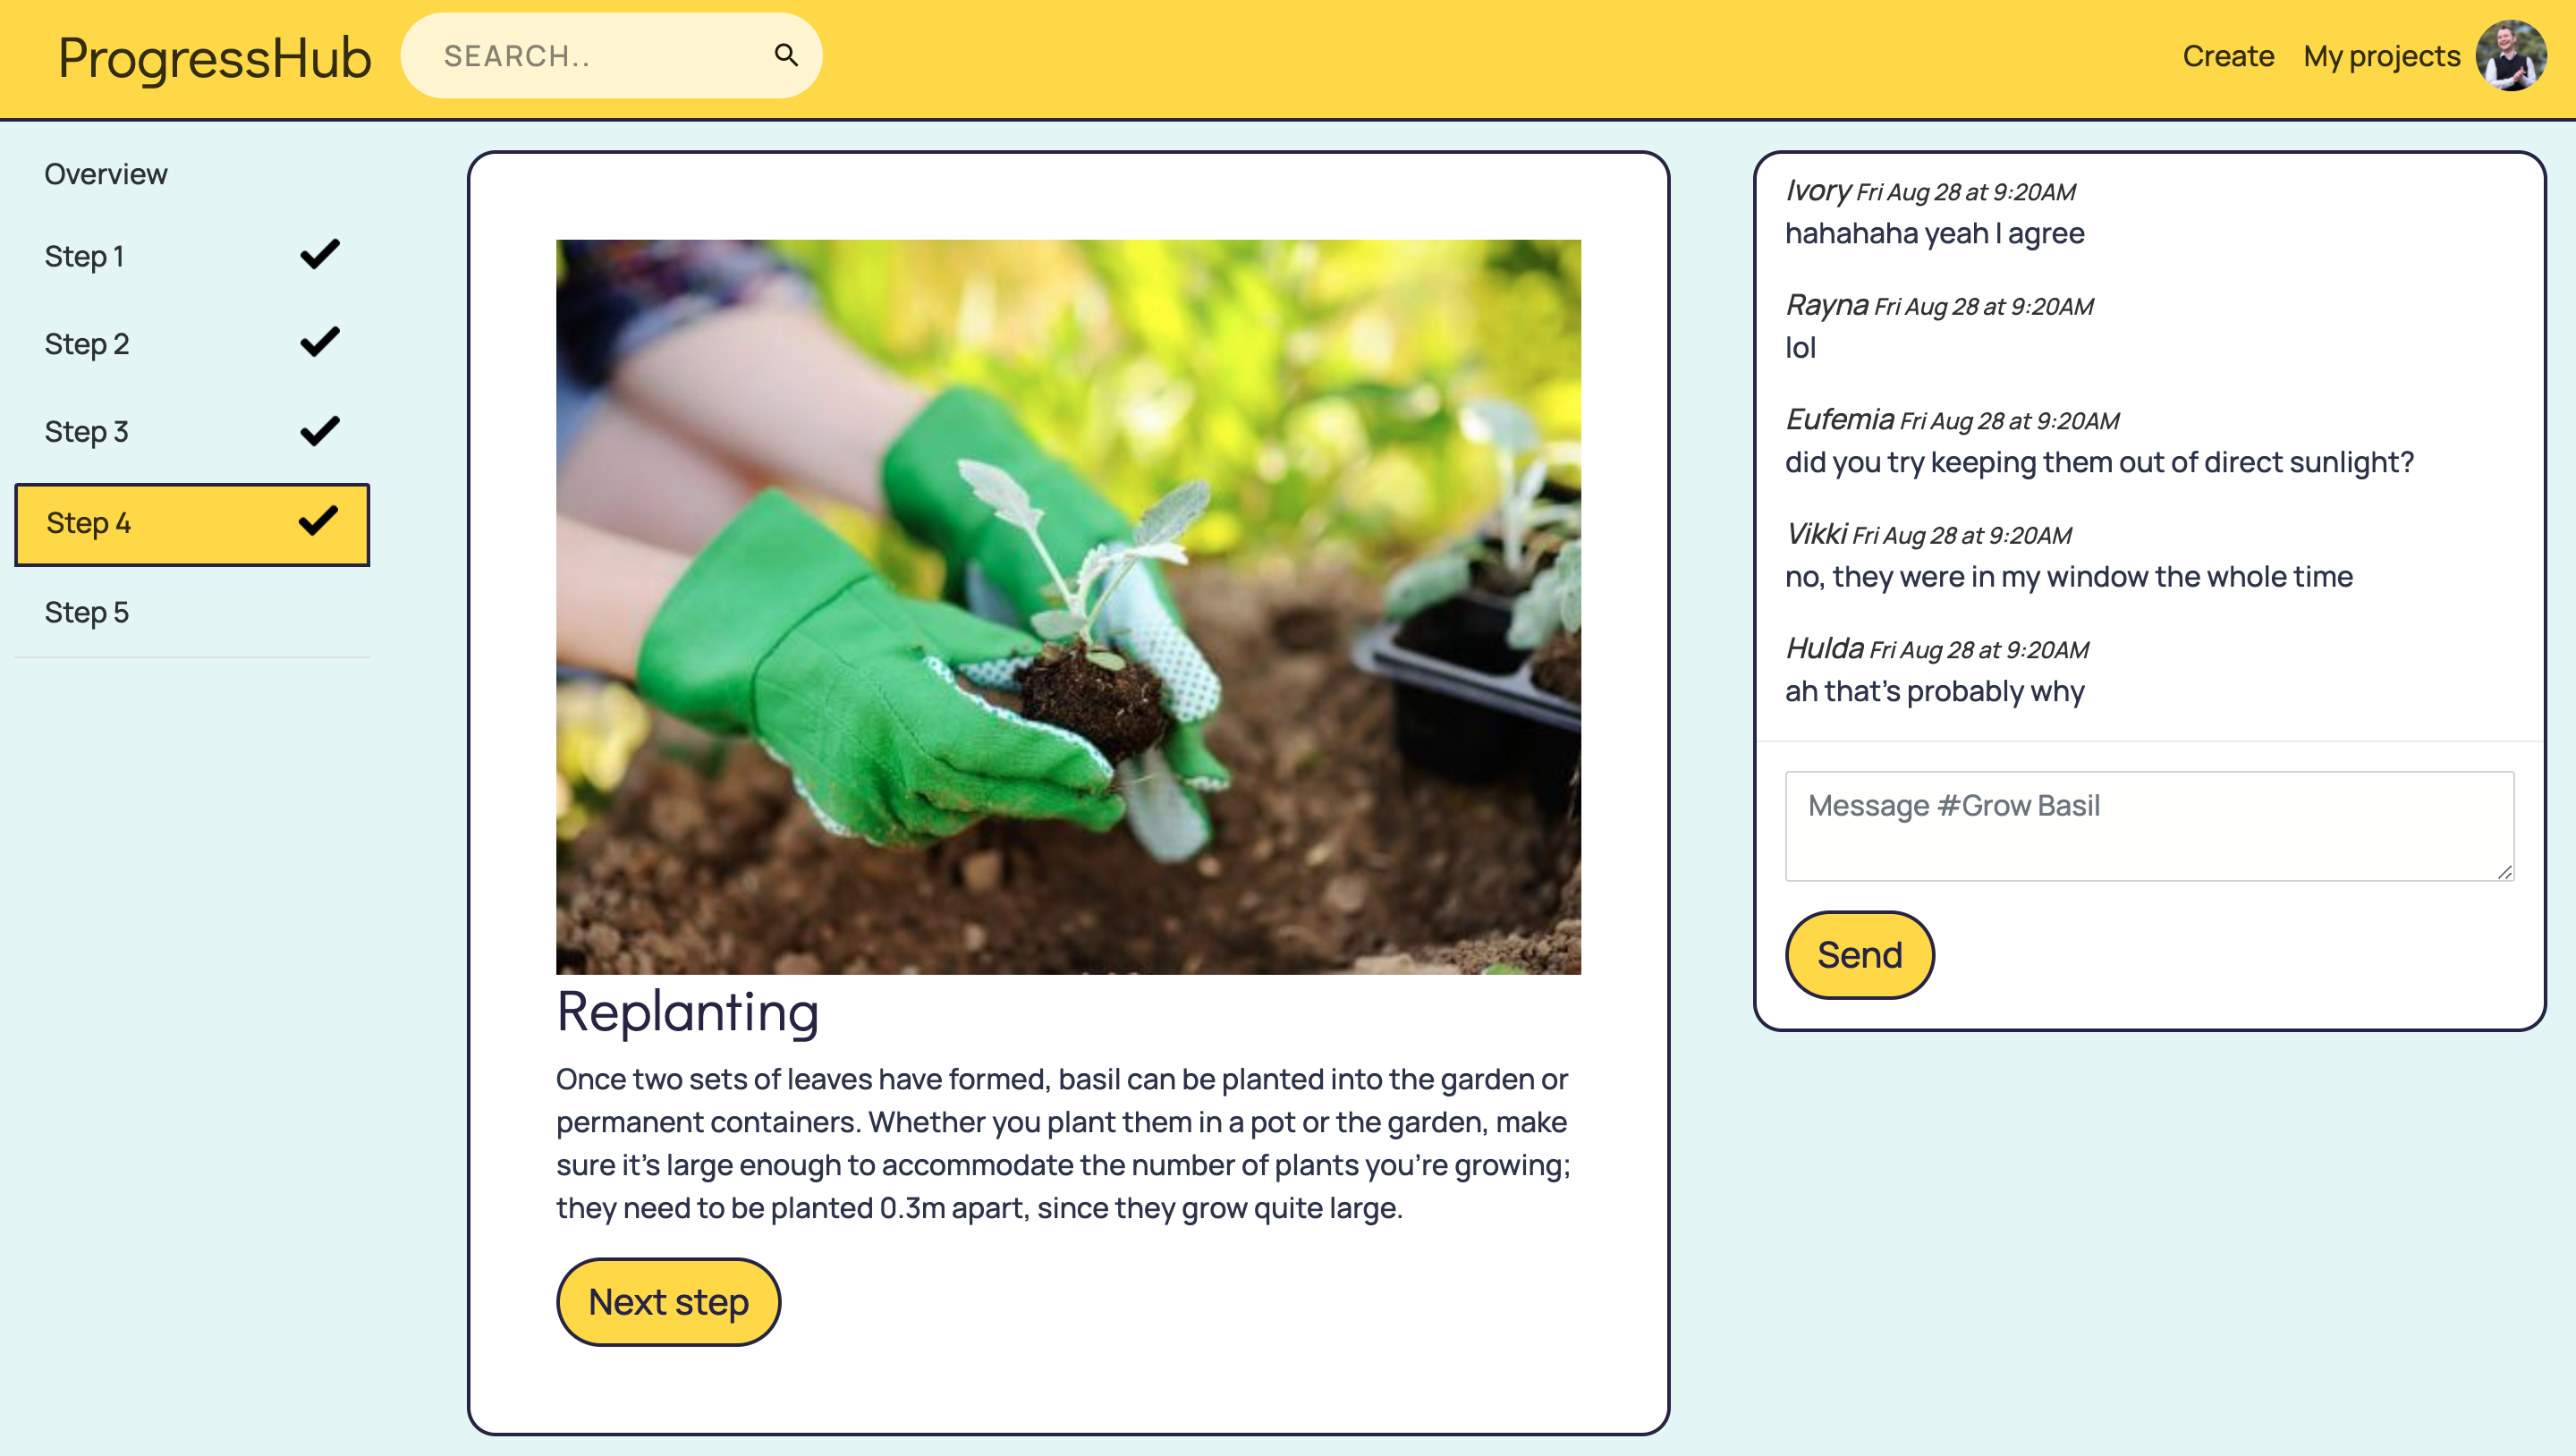 ProgressHub
SEARCH..
Create
My projects
Overview
Step 1
Step 2
Step 3
Step 4
Step 5
Replanting
Once two sets of leaves have formed, basil can be planted into the garden or
permanent containers. Whether you plant them in a pot or the garden, make
sure it's large enough to accommodate the number of plants you're growing;
they need to be planted 0.3m apart, since they grow quite large.
Next step
Ivory Fri Aug 28 at 9:20AM
hahahaha yeah I agree
Rayna Fri Aug 28 at 9:20AM
lol
Eufemia Fri Aug 28 at 9:20AM
did you try keeping them out of direct sunlight?
Vikki Fri Aug 28 at 9:20AM
no, they were in my window the whole time
Hulda Fri Aug 28 at 9:20AM
ah that's probably why
Message #Grow Basil
Send